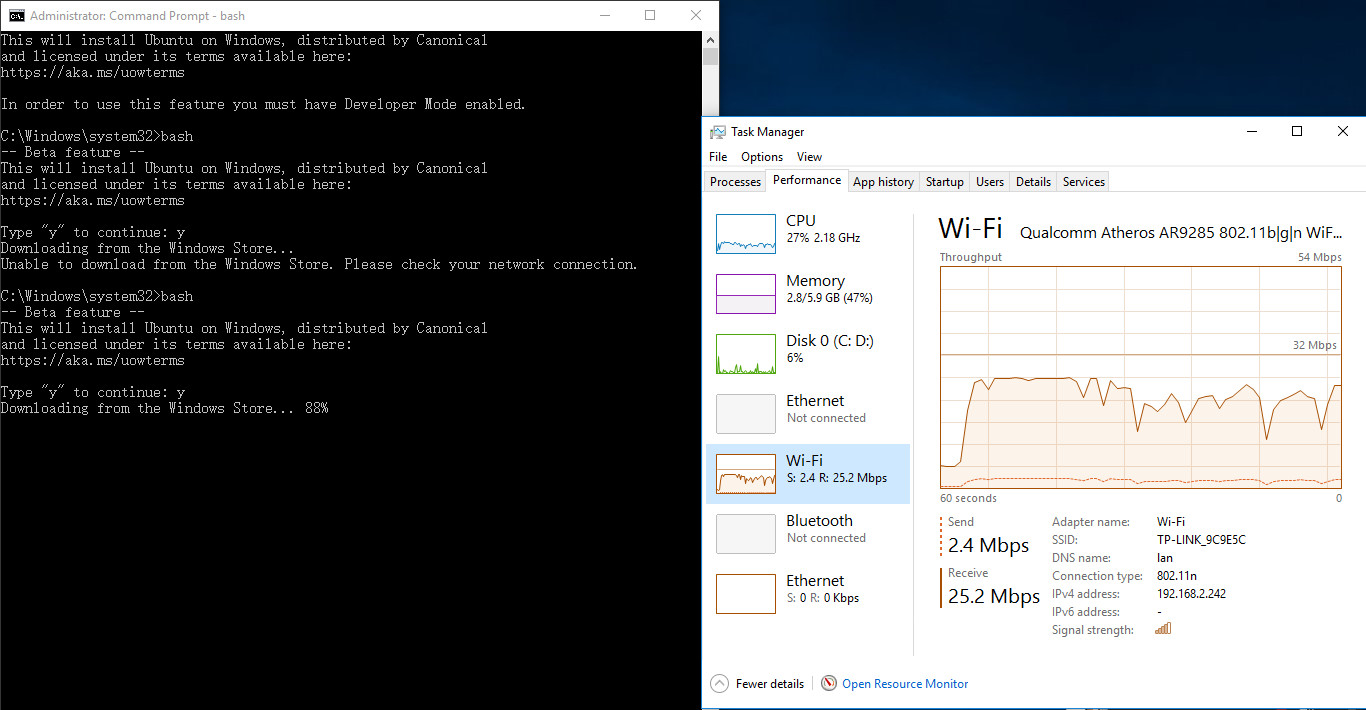 Administrator: Command Prompt - bash
This will install Ubuntu on Windows, distributed by Canonical
and licensed under its terms available here:
https://aka.ms/uowterms
In order to use this feature you must have Developer Mode enabled.
C:\Windows\system32>bash
-- Beta feature --
This will install Ubuntu on Windows, distributed by Canonical
and licensed under its terms available here:
https://aka.ms/uowterms
Type "y" to continue: y
Downloading from the Windows Store...
Unable to download from the Windows Store. Please check your network connection.
C:\Windows\system32>bash
-- Beta feature --
This will install Ubuntu on Windows, distributed by Canonical
and licensed under its terms available here:
https://aka.ms/uowterms
Type "y" to continue: y
Downloading from the Windows Store... 88%
Task Manager
File Options View
Processes Performance App history Startup Users Details Services
CPU
27% 2.18 GHz
Memory
2.8/5.9 GB (47%)
Disk 0 (C: D:)
6%
Ethernet
Not connected
Wi-Fi
S: 2.4 R: 25.2 Mbps
Bluetooth
Not connected
Ethernet
S: 0 R: 0 Kbps
Wi-Fi Qualcomm Atheros AR9285 802.11b|g|n WiF...
Throughput 54 Mbps
32 Mbps
60 seconds 0
Send
2.4 Mbps
Receive
25.2 Mbps
Adapter name: Wi-Fi
SSID: TP-LINK_9C9E5C
DNS name: lan
Connection type: 802.11n
IPv4 address: 192.168.2.242
IPv6 address: -
Signal strength:
Fewer details Open Resource Monitor